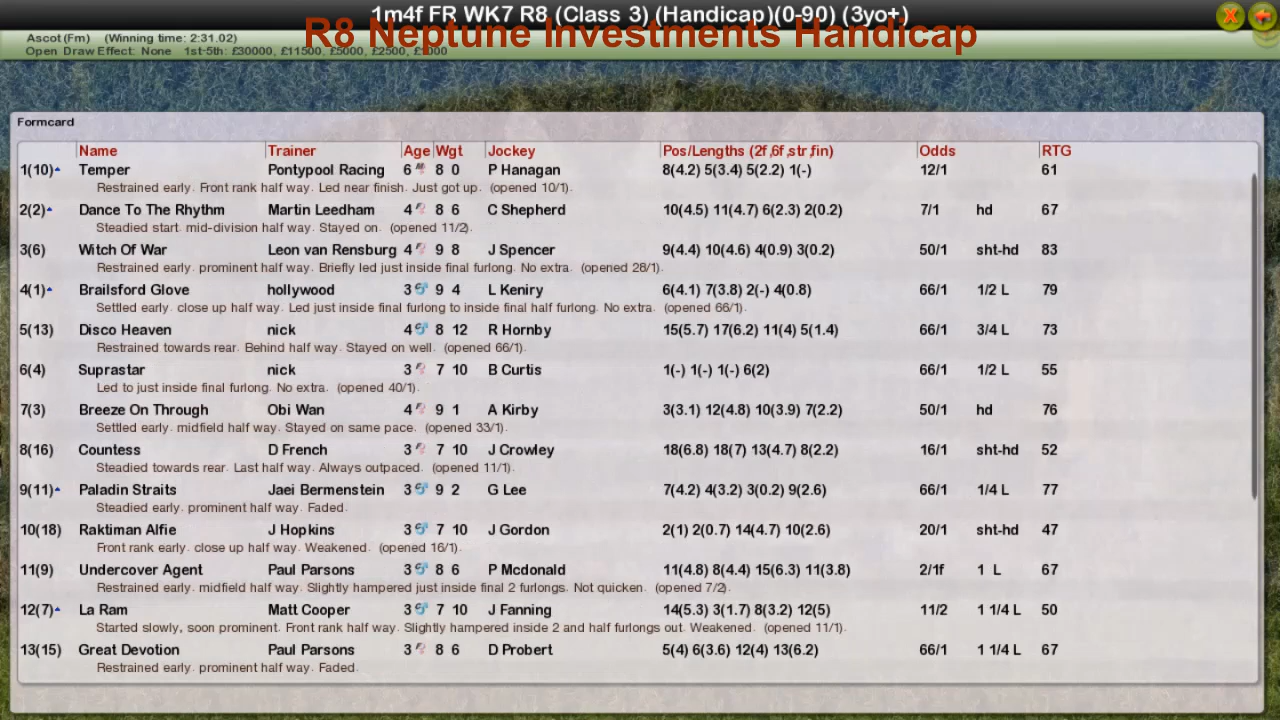 1m4f FR WK7 R8 (Class 3) (Handicap)(0-90) (3yo+)
R8 Neptune Investments Handicap
Ascot(Fm) (Winning time: 2:31.02)
Open Draw Effect: None 1st-5th: £30000, £11500, £5000, £2500, £1000
Formcard
Name Trainer Age Wgt Jockey Pos/Lengths (2f,6f,str,fin) Odds RTG
1(10) Temper Pontypool Racing 6 8 0 P Hanagan 8(4.2) 5(3.4) 5(2.2) 1(-) 12/1 61
Restrained early. Front rank half way. Led near finish. Just got up. (opened 10/1).
2(2) Dance To The Rhythm Martin Leedham 4 8 6 C Shepherd 10(4.5) 11(4.7) 6(2.3) 2(0.2) 7/1 hd 67
Steadied start. mid-division half way. Stayed on. (opened 11/2).
3(6) Witch Of War Leon van Rensburg 4 9 8 J Spencer 9(4.4) 10(4.6) 4(0.9) 3(0.2) 50/1 sht-hd 83
Restrained early. prominent half way. Briefly led just inside final furlong. No extra. (opened 28/1).
4(1) Brailsford Glove hollywood 3 9 4 L Keniry 6(4.1) 7(3.8) 2(-) 4(0.8) 66/1 1/2 L 79
Settled early. close up half way. Led just inside final furlong to inside final half furlong. No extra. (opened 66/1).
5(13) Disco Heaven nick 4 8 12 R Hornby 15(5.7) 17(6.2) 11(4) 5(1.4) 66/1 3/4 L 73
Restrained towards rear. Behind half way. Stayed on well. (opened 66/1).
6(4) Suprastar nick 3 7 10 B Curtis 1(-) 1(-) 1(-) 6(2) 66/1 1/2 L 55
Led to just inside final furlong. No extra. (opened 40/1).
7(3) Breeze On Through Obi Wan 4 9 1 A Kirby 3(3.1) 12(4.8) 10(3.9) 7(2.2) 50/1 hd 76
Settled early. midfield half way. Stayed on same pace. (opened 33/1).
8(16) Countess D French 3 7 10 J Crowley 18(6.8) 18(7) 13(4.7) 8(2.2) 16/1 sht-hd 52
Steadied towards rear. Last half way. Always outpaced. (opened 11/1).
9(11) Paladin Straits Jaei Bermenstein 3 9 2 G Lee 7(4.2) 4(3.2) 3(0.2) 9(2.6) 66/1 1/4 L 77
Steadied early. prominent half way. Faded.
10(18) Raktiman Alfie J Hopkins 3 7 10 J Gordon 2(1) 2(0.7) 14(4.7) 10(2.6) 20/1 sht-hd 47
Front rank early. close up half way. Weakened. (opened 16/1).
11(9) Undercover Agent Paul Parsons 3 8 6 P Mcdonald 11(4.8) 8(4.4) 15(6.3) 11(3.8) 2/1f 1 L 67
Restrained early. midfield half way. Slightly hampered just inside final 2 furlongs. Not quicken. (opened 7/2).
12(7) La Ram Matt Cooper 3 7 10 J Fanning 14(5.3) 3(1.7) 8(3.2) 12(5) 11/2 1 1/4 L 50
Started slowly, soon prominent. Front rank half way. Slightly hampered inside 2 and half furlongs out. Weakened. (opened 11/1).
13(15) Great Devotion Paul Parsons 3 8 6 D Probert 5(4) 6(3.6) 12(4) 13(6.2) 66/1 1 1/4 L 67
Restrained early. prominent half way. Faded.